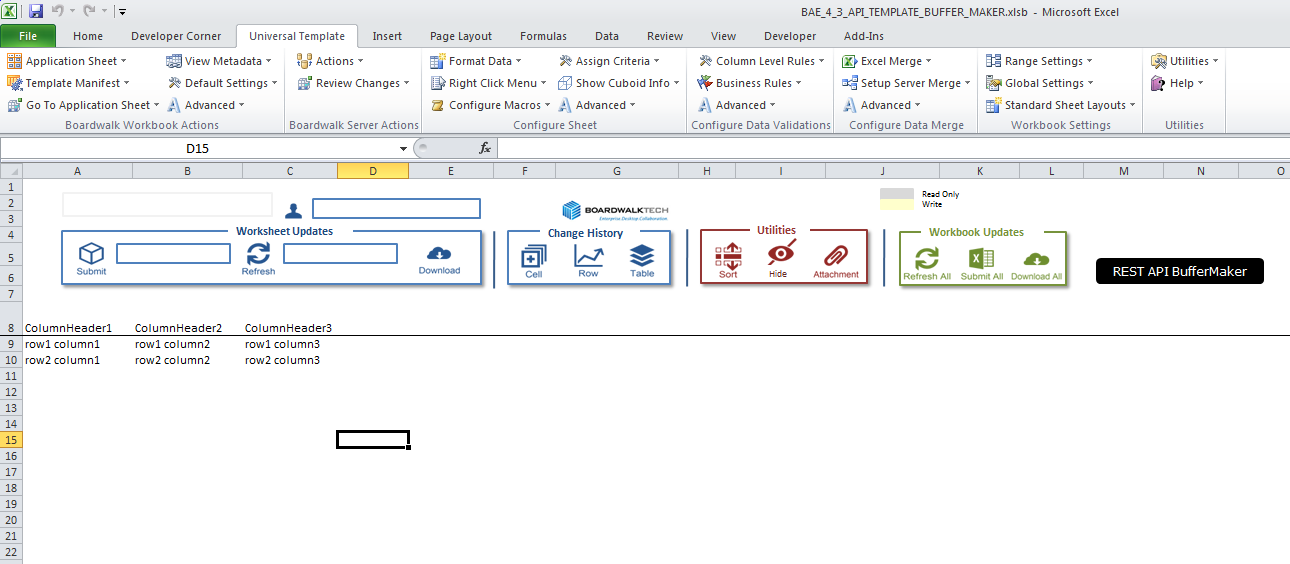 BAE_4_3_API_TEMPLATE_BUFFER_MAKER.xlsb - Microsoft Excel
File Home Developer Corner Universal Template Insert Page Layout Formulas Data Review View Developer Add-Ins
Application Sheet View Metadata Actions Format Data Assign Criteria Column Level Rules Excel Merge Range Settings Utilities
Template Manifest Default Settings Review Changes Right Click Menu Show Cuboid Info Business Rules Setup Server Merge Global Settings Help
Go To Application Sheet Advanced Configure Macros Advanced Advanced Advanced Standard Sheet Layouts
Boardwalk Workbook Actions Boardwalk Server Actions Configure Sheet Configure Data Validations Configure Data Merge Workbook Settings Utilities
D15 fx
A B C D E F G H I J K L M N O
1 Read Only
2 BOARDWALKTECH Write
3 Enterprise Desktop Collaboration
4 Worksheet Updates Change History Utilities Workbook Updates
5
6 Submit Refresh Download Cell Row Table Sort Hide Attachment Refresh All Submit All Download All REST API BufferMaker
7
8 ColumnHeader1 ColumnHeader2 ColumnHeader3
9 row1 column1 row1 column2 row1 column3
10 row2 column1 row2 column2 row2 column3
11
12
13
14
15
16
17
18
19
20
21
22